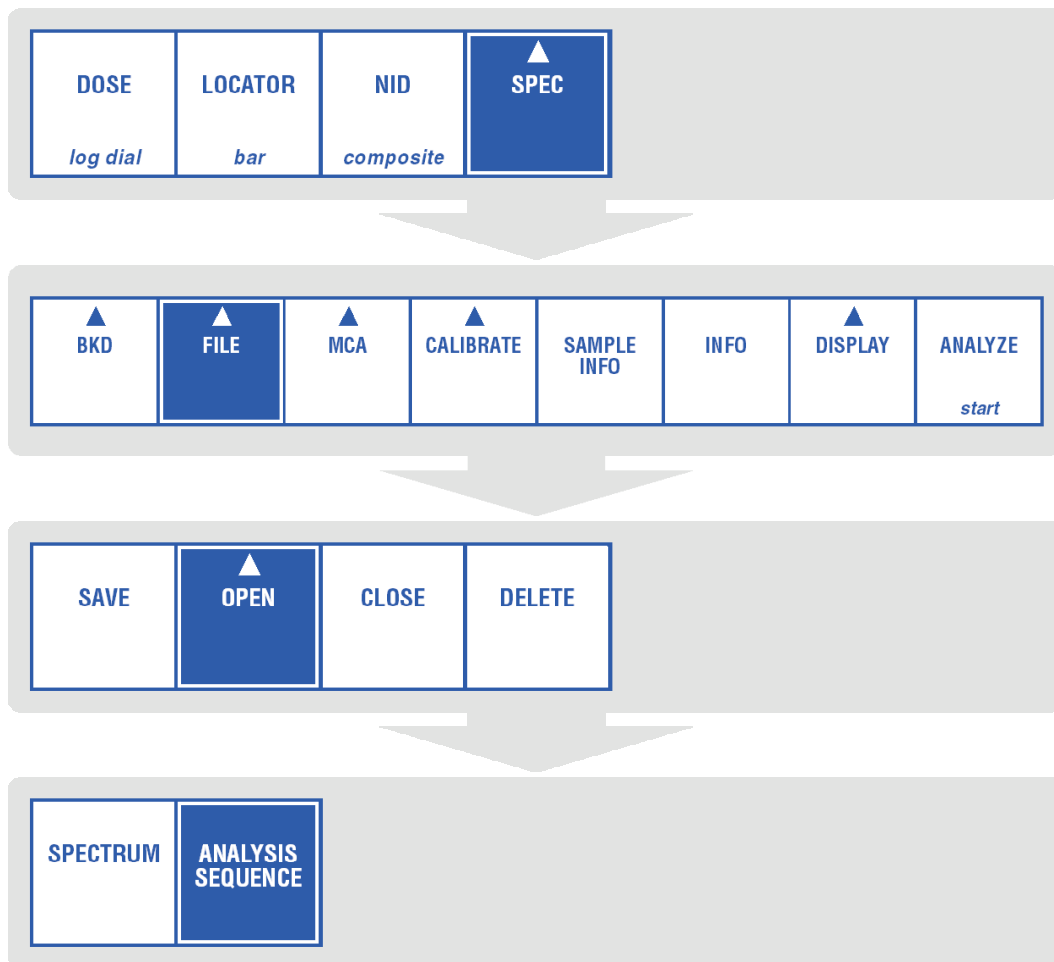 DOSE
log dial
LOCATOR
bar
NID
composite
SPEC
BKD
FILE
MCA
CALIBRATE
SAMPLE
INFO
INFO
DISPLAY
ANALYZE
start
SAVE
OPEN
CLOSE
DELETE
SPECTRUM
ANALYSIS
SEQUENCE